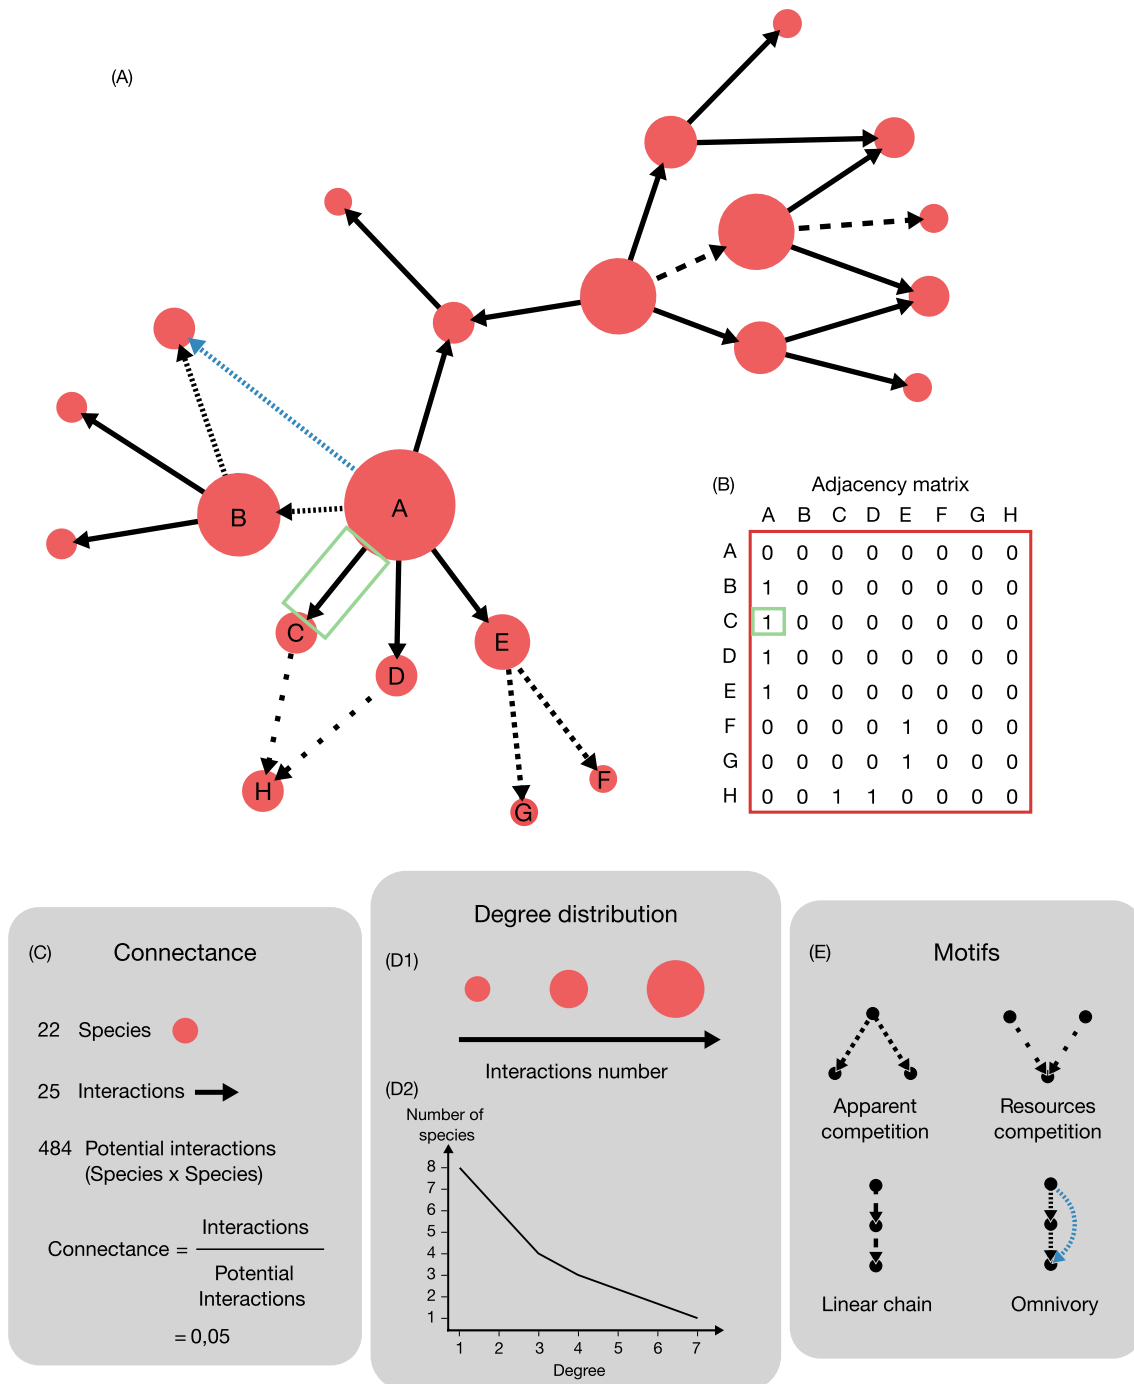 (A)
B
A
C
D
E
H
G
F
(B)
Adjacency matrix
A B C D E F G H
A 0 0 0 0 0 0 0 0
B 1 0 0 0 0 0 0 0
C 1 0 0 0 0 0 0 0
D 1 0 0 0 0 0 0 0
E 1 0 0 0 0 0 0 0
F 0 0 0 0 1 0 0 0
G 0 0 0 0 1 0 0 0
H 0 0 1 1 0 0 0 0
(C) Connectance
22 Species
25 Interactions
484 Potential interactions
(Species x Species)
Connectance =
Interactions
Potential
Interactions
= 0,05
Degree distribution
(D1)
Interactions number
(D2)
Number of
species
8
7
6
5
4
3
2
1
1 2 3 4 5 6 7
Degree
(E) Motifs
Apparent
competition
Resources
competition
Linear chain
Omnivory